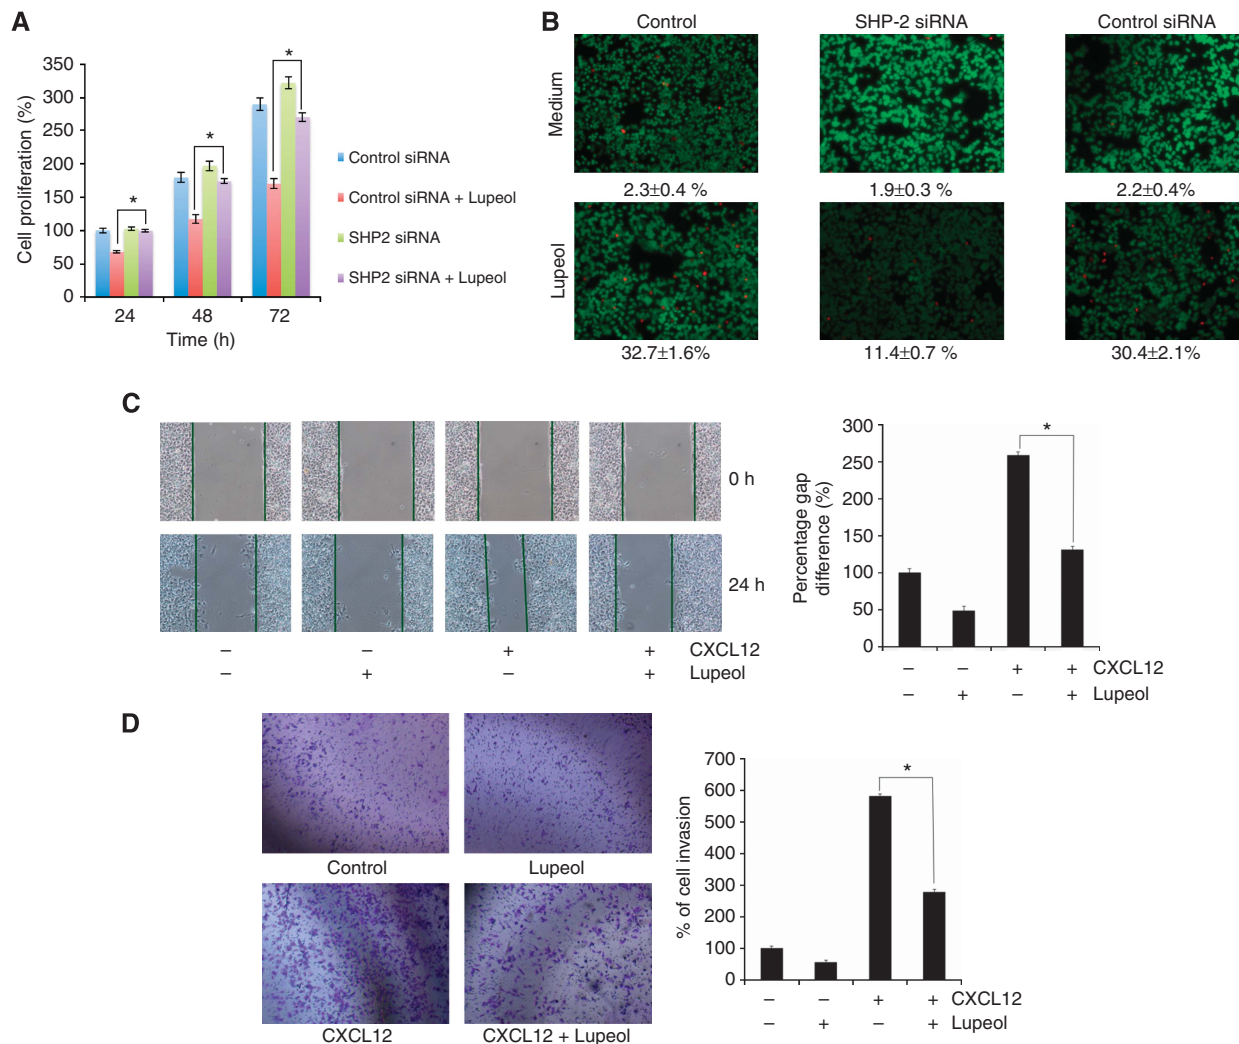 A
Cell proliferation (%)
350
300
250
200
150
100
50
0
*
*
*
24 48 72
Time (h)
Control siRNA
Control siRNA + Lupeol
SHP2 siRNA
SHP2 siRNA + Lupeol
B
Control SHP-2 siRNA Control siRNA
Medium
2.3±0.4 % 1.9±0.3 % 2.2±0.4%
Lupeol
32.7±1.6% 11.4±0.7 % 30.4±2.1%
C
0 h
24 h
– – + + CXCL12
– + – + Lupeol
Percentage gap
difference (%)
300
250
200
150
100
50
0
*
– – + + CXCL12
– + – + Lupeol
D
Control Lupeol
CXCL12 CXCL12 + Lupeol
% of cell invasion
700
600
500
400
300
200
100
0
*
– – + + CXCL12
– + – + Lupeol